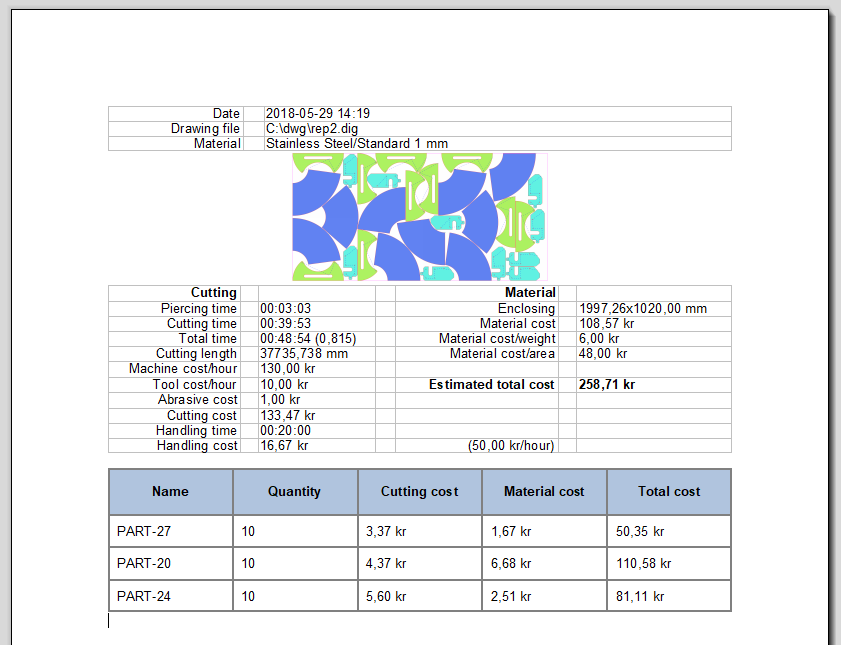 Date 2018-05-29 14:19
Drawing file C:\dwg\rep2.dig
Material Stainless Steel/Standard 1 mm
Cutting Material
Piercing time 00:03:03 Enclosing 1997,26x1020,00 mm
Cutting time 00:39:53 Material cost 108,57 kr
Total time 00:48:54 (0,815) Material cost/weight 6,00 kr
Cutting length 37735,738 mm Material cost/area 48,00 kr
Machine cost/hour 130,00 kr
Tool cost/hour 10,00 kr Estimated total cost 258,71 kr
Abrasive cost 1,00 kr
Cutting cost 133,47 kr
Handling time 00:20:00
Handling cost 16,67 kr (50,00 kr/hour)
Name Quantity Cutting cost Material cost Total cost
PART-27 10 3,37 kr 1,67 kr 50,35 kr
PART-20 10 4,37 kr 6,68 kr 110,58 kr
PART-24 10 5,60 kr 2,51 kr 81,11 kr